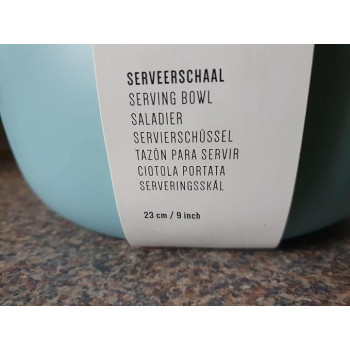 SERVEERSCHAAL
SERVING BOWL
SALADIER
SERVIERSCHÜSSEL
TAZÓN PARA SERVIR
CIOTOLA PORTATA
SERVERINGSSKÅL
23 cm / 9 inch